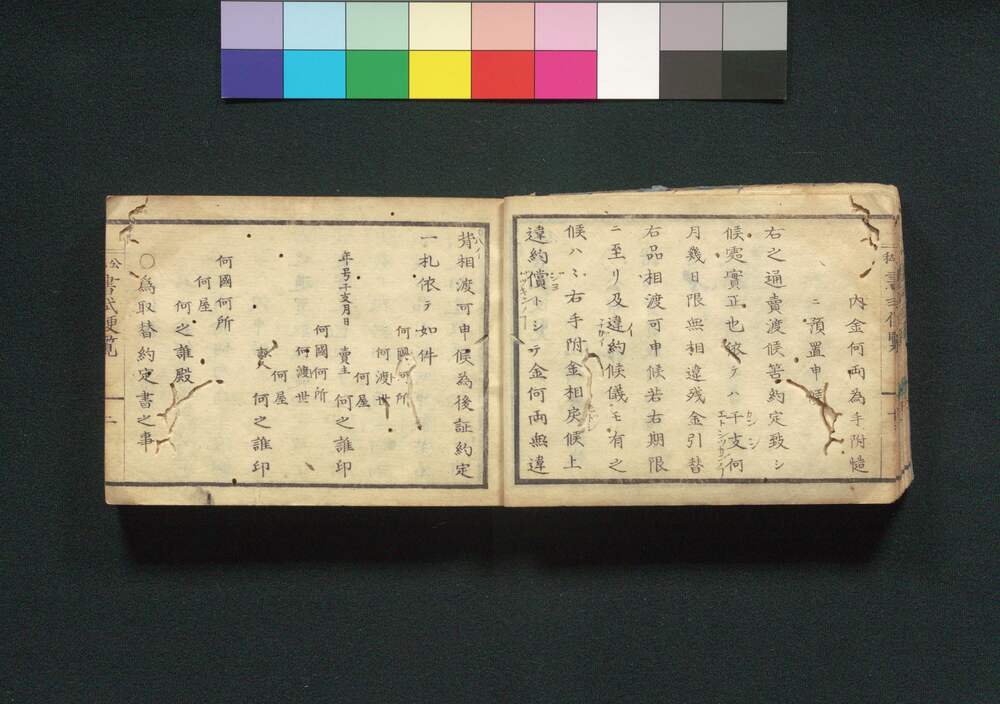 内金何両為手附慥
ニ預置申候
右之通賣渡候筈約定致シ
候処實正也依テハ干支何
月幾日限無相違残金引替
右品相渡可申候若右期限
ニ至リ及違約候儀モ有之
候ハヽ右手附金相戻候上
違約償トシテ金何両無違
背相渡可申候為後証約定
一札依テ如件
年号干支月日
何國何所
何渡世
何屋
賣主 何之誰印
何國何所
何渡世
何屋
何之誰印
何國何所
何屋
何之誰殿
○為取替約定書之事
書式便覧